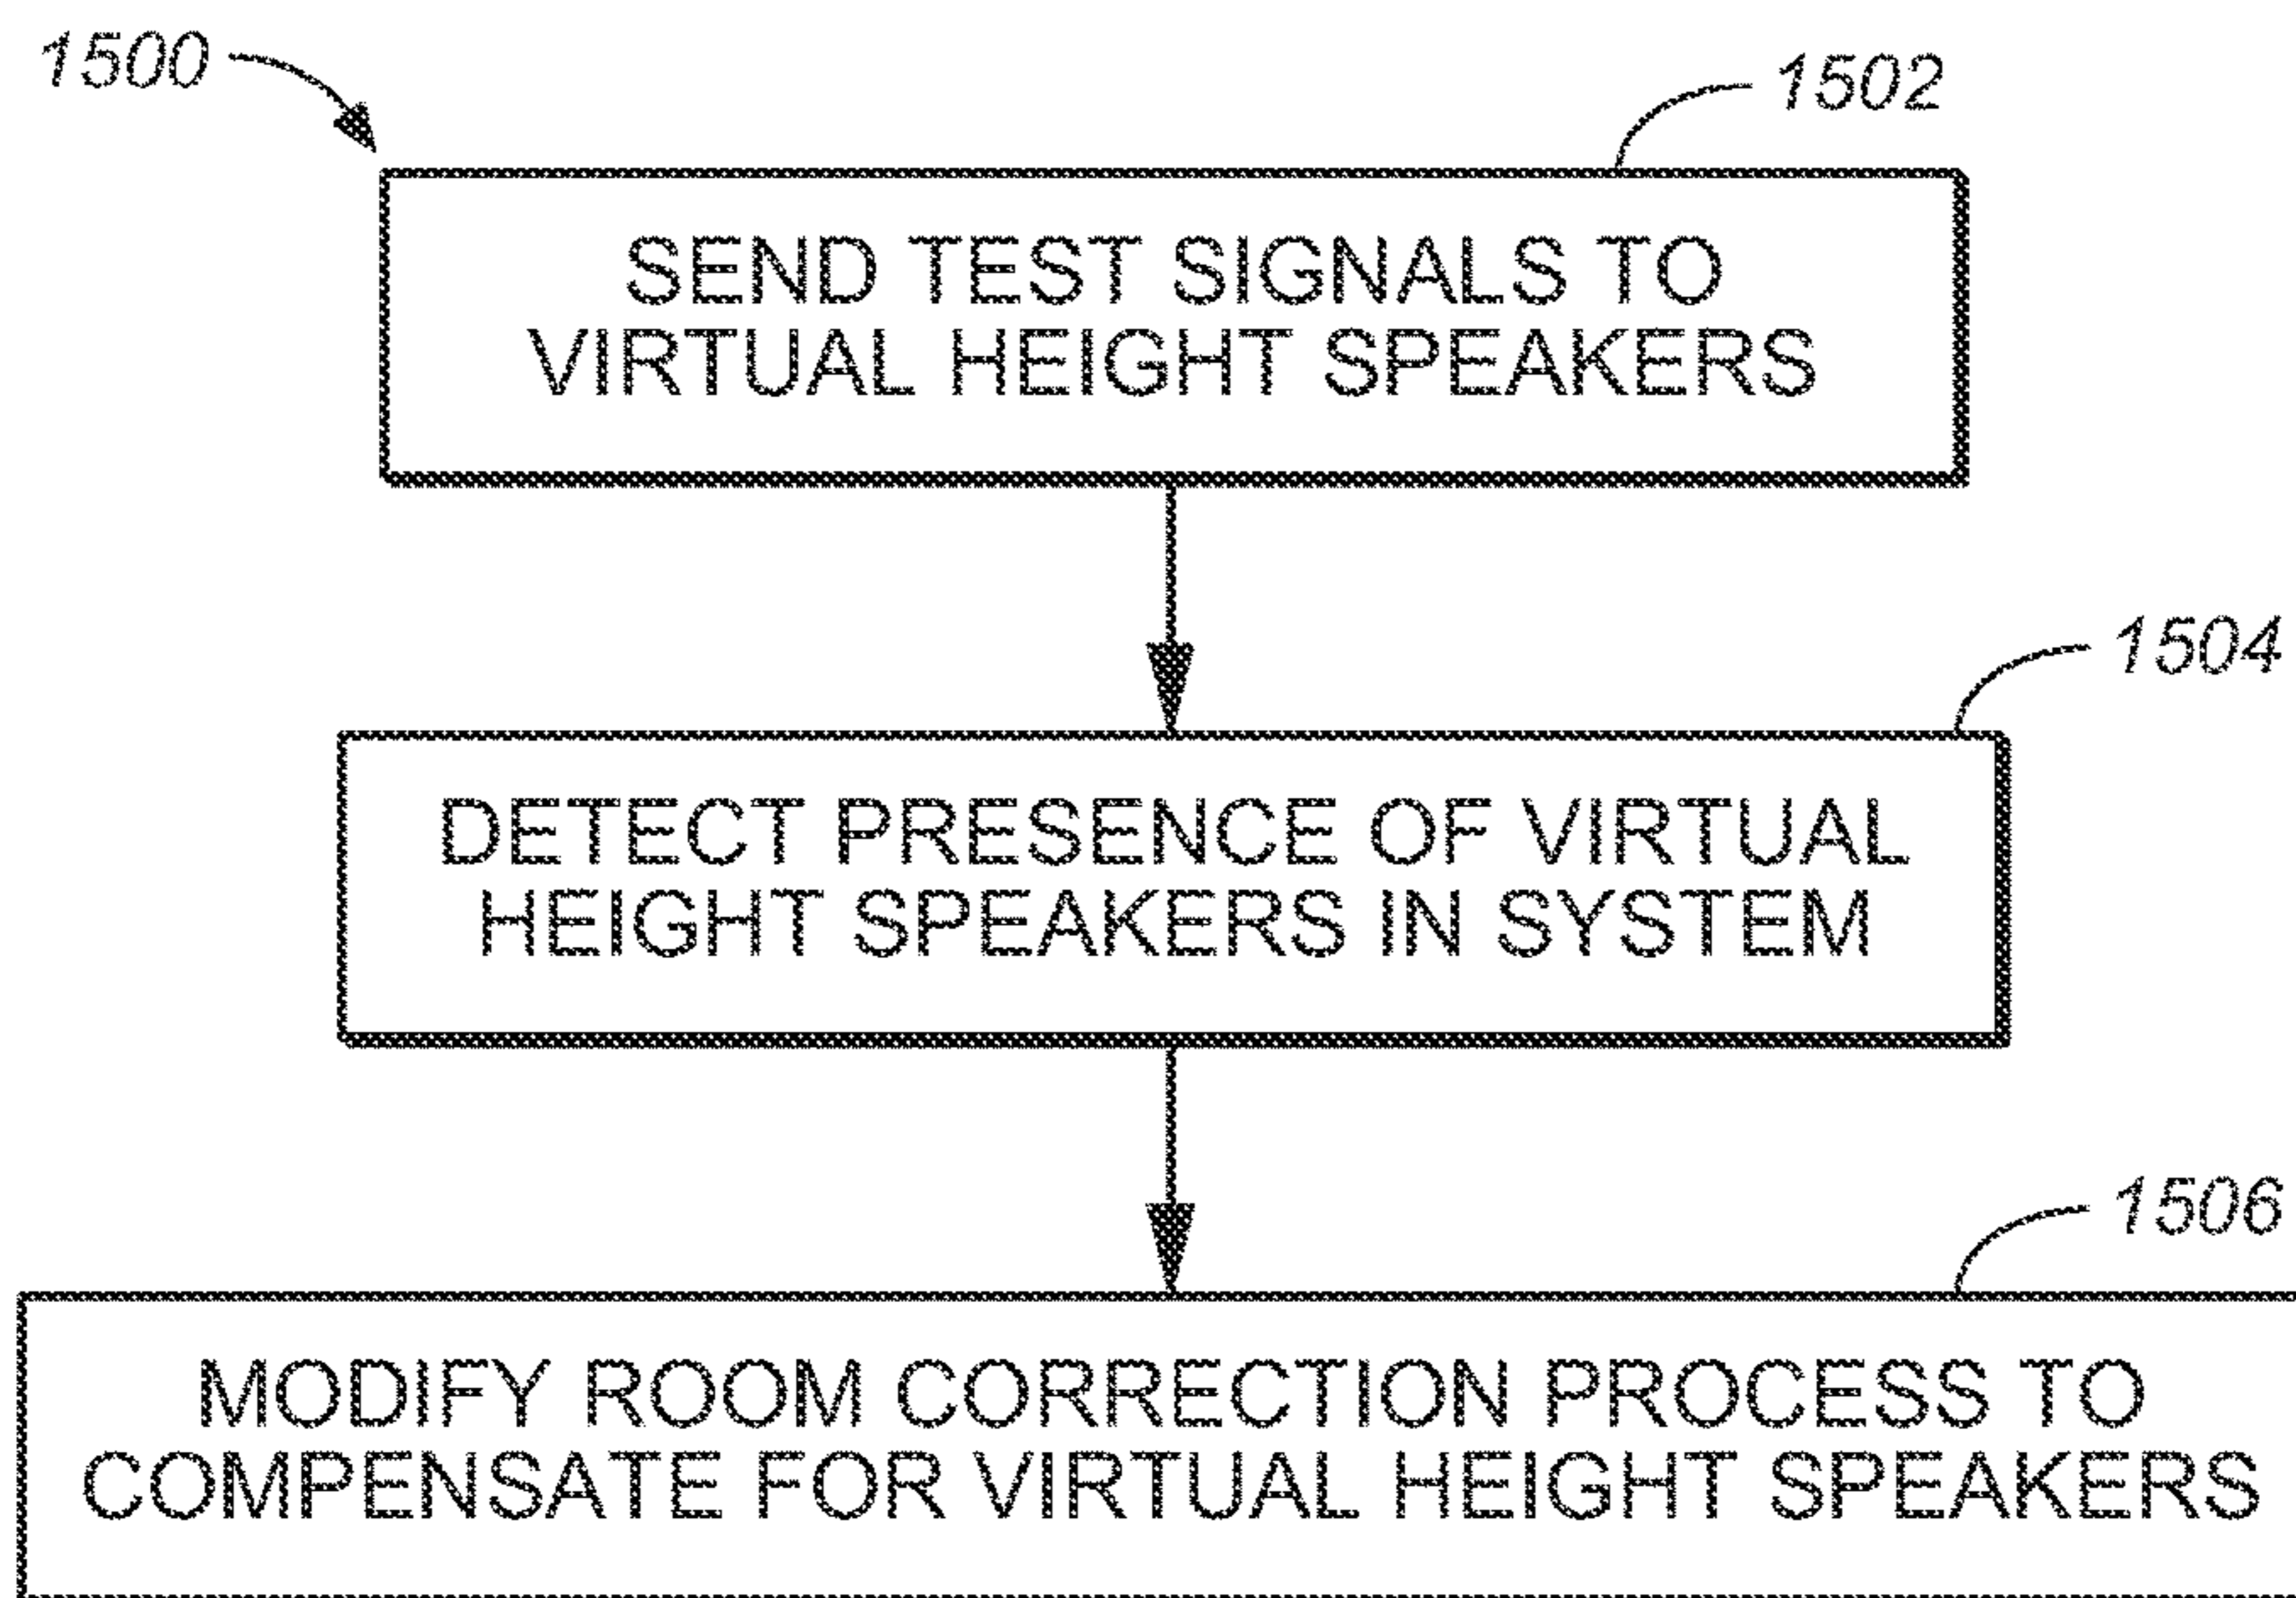 1500
1502
SEND TEST SIGNALS TO
VIRTUAL HEIGHT SPEAKERS
1504
DETECT PRESENCE OF VIRTUAL
HEIGHT SPEAKERS IN SYSTEM
1506
MODIFY ROOM CORRECTION PROCESS TO
COMPENSATE FOR VIRTUAL HEIGHT SPEAKERS